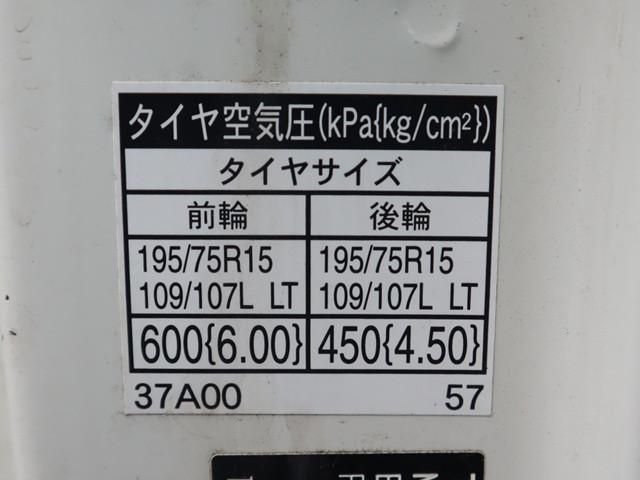 タイヤ空気圧(kPa{kg/cm²})
タイヤサイズ
前輪 後輪
195/75R15 195/75R15
109/107L LT 109/107L LT
600{6.00} 450{4.50}
37A00 57